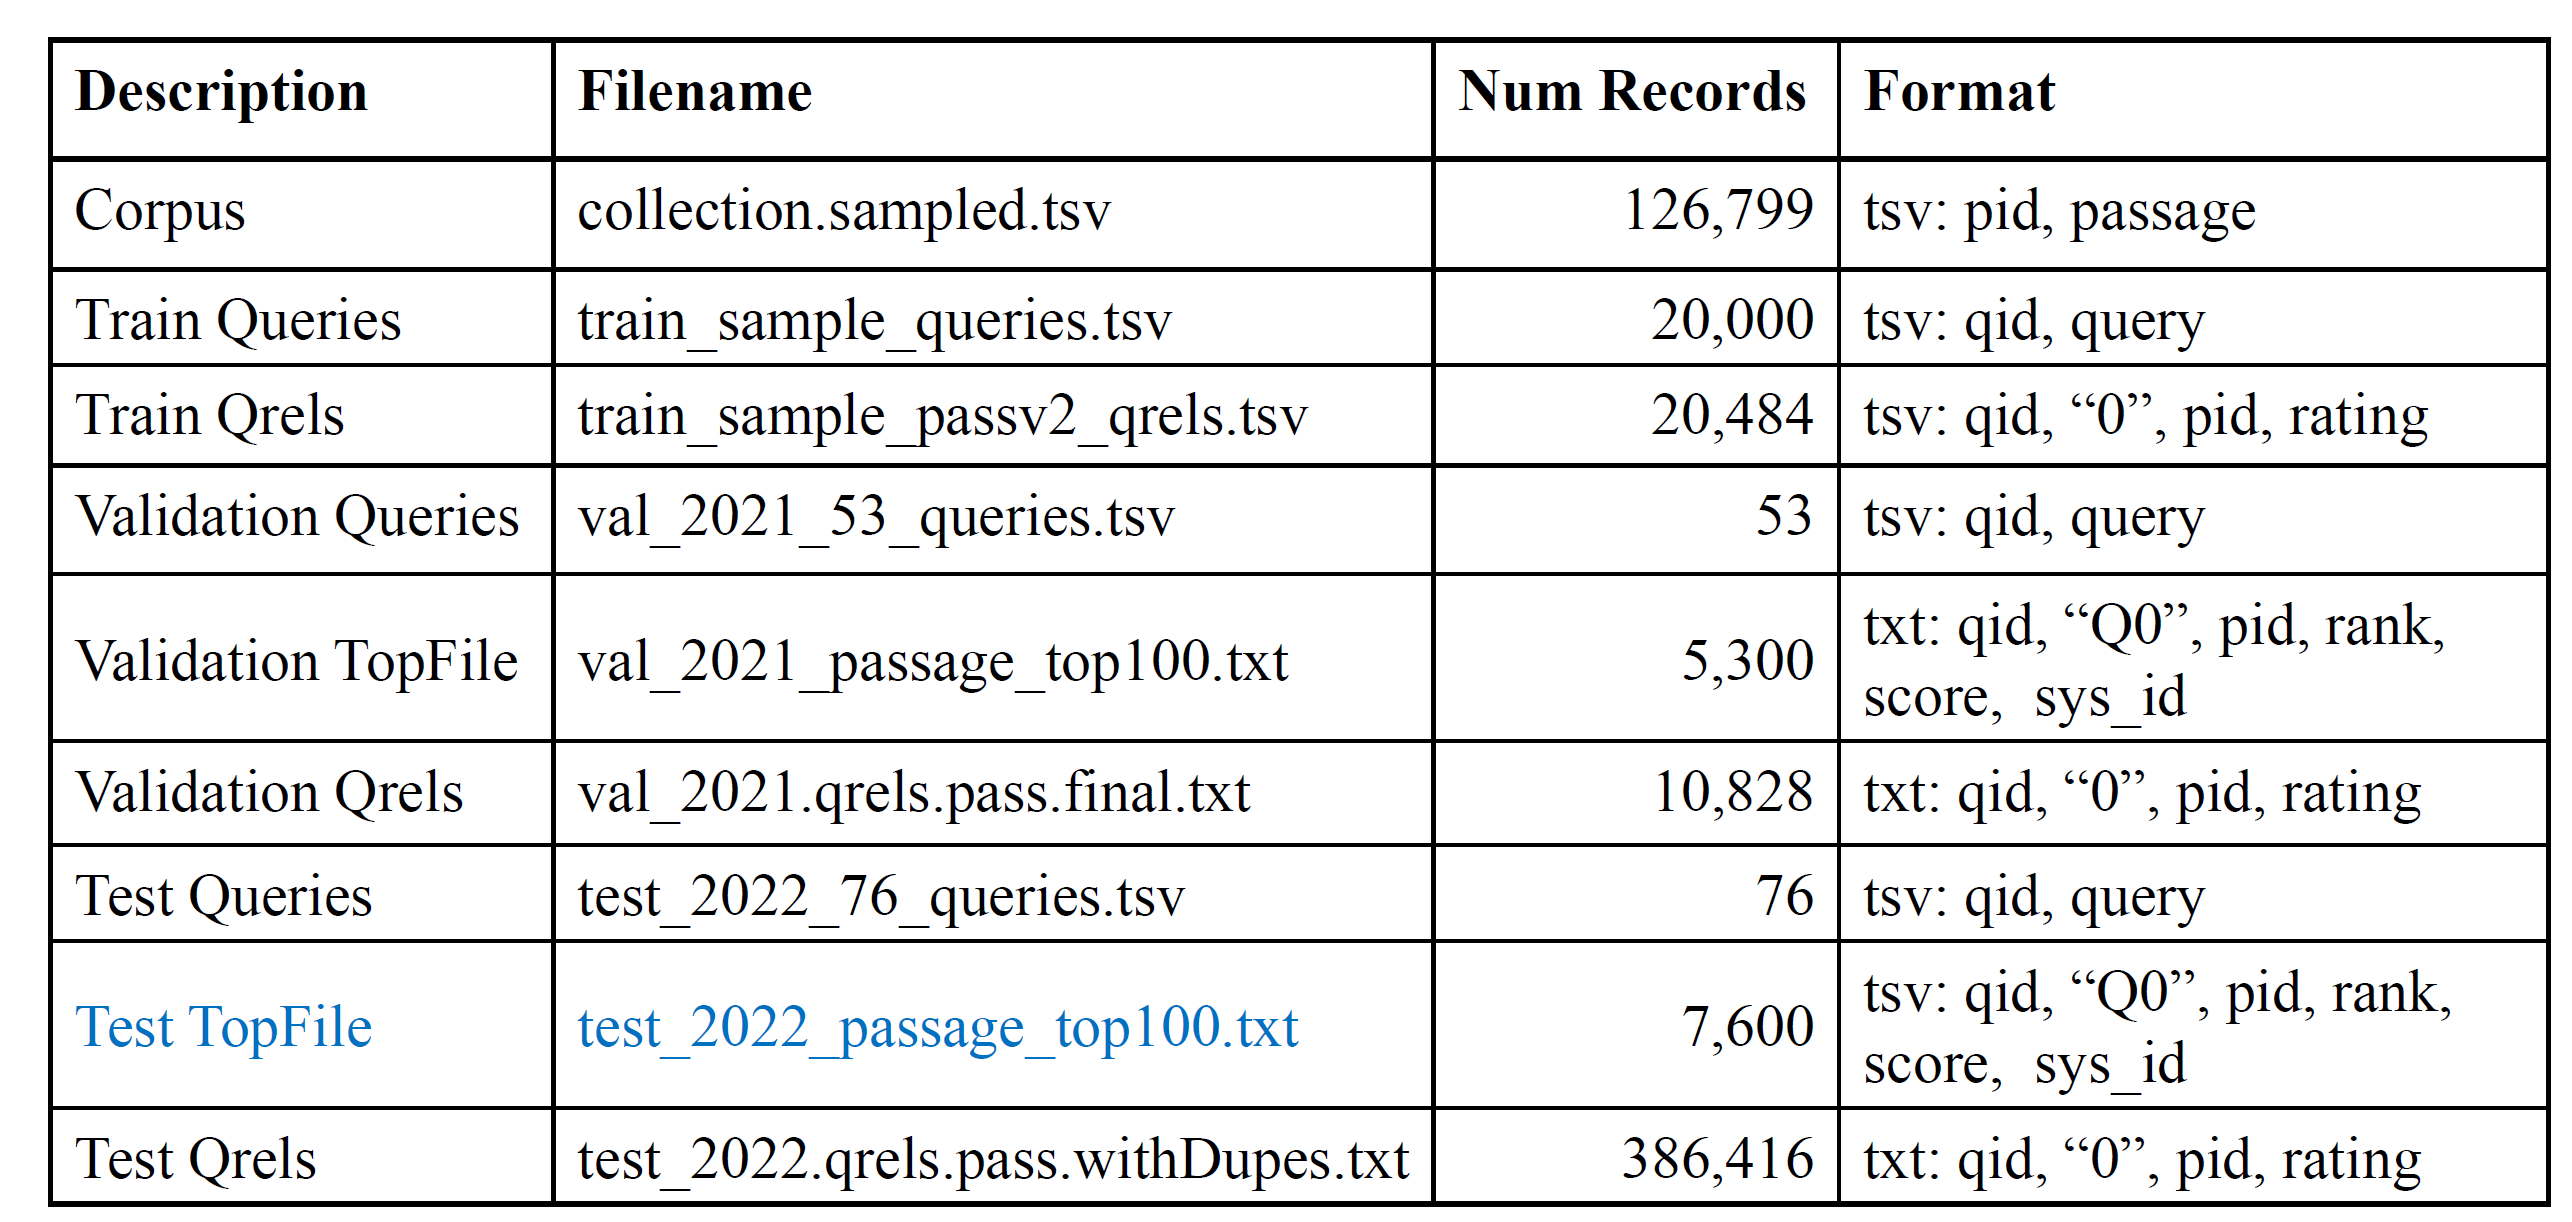 Description Filename Num Records Format
Corpus collection.sampled.tsv 126,799 tsv: pid, passage
Train Queries train_sample_queries.tsv 20,000 tsv: qid, query
Train Qrels train_sample_passv2_qrels.tsv 20,484 tsv: qid, “0”, pid, rating
Validation Queries val_2021_53_queries.tsv 53 tsv: qid, query
Validation TopFile val_2021_passage_top100.txt 5,300 txt: qid, “Q0”, pid, rank,
score, sys_id
Validation Qrels val_2021.qrels.pass.final.txt 10,828 txt: qid, “0”, pid, rating
Test Queries test_2022_76_queries.tsv 76 tsv: qid, query
Test TopFile test_2022_passage_top100.txt 7,600 tsv: qid, “Q0”, pid, rank,
score, sys_id
Test Qrels test_2022.qrels.pass.withDupes.txt 386,416 txt: qid, “0”, pid, rating